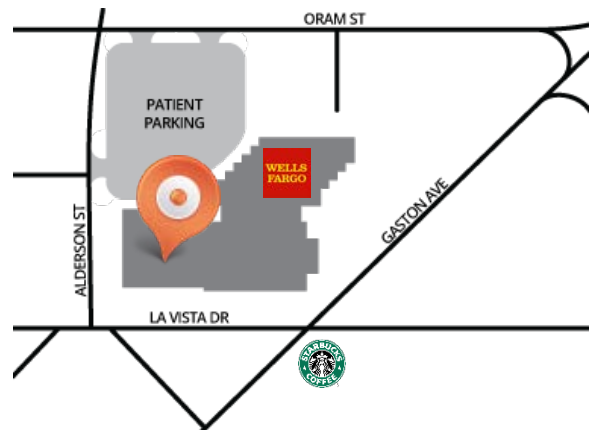 ORAM ST
PATIENT
PARKING
WELLS
FARGO
GASTON AVE
ALDERSON ST
LA VISTA DR
STARBUCKS
COFFEE